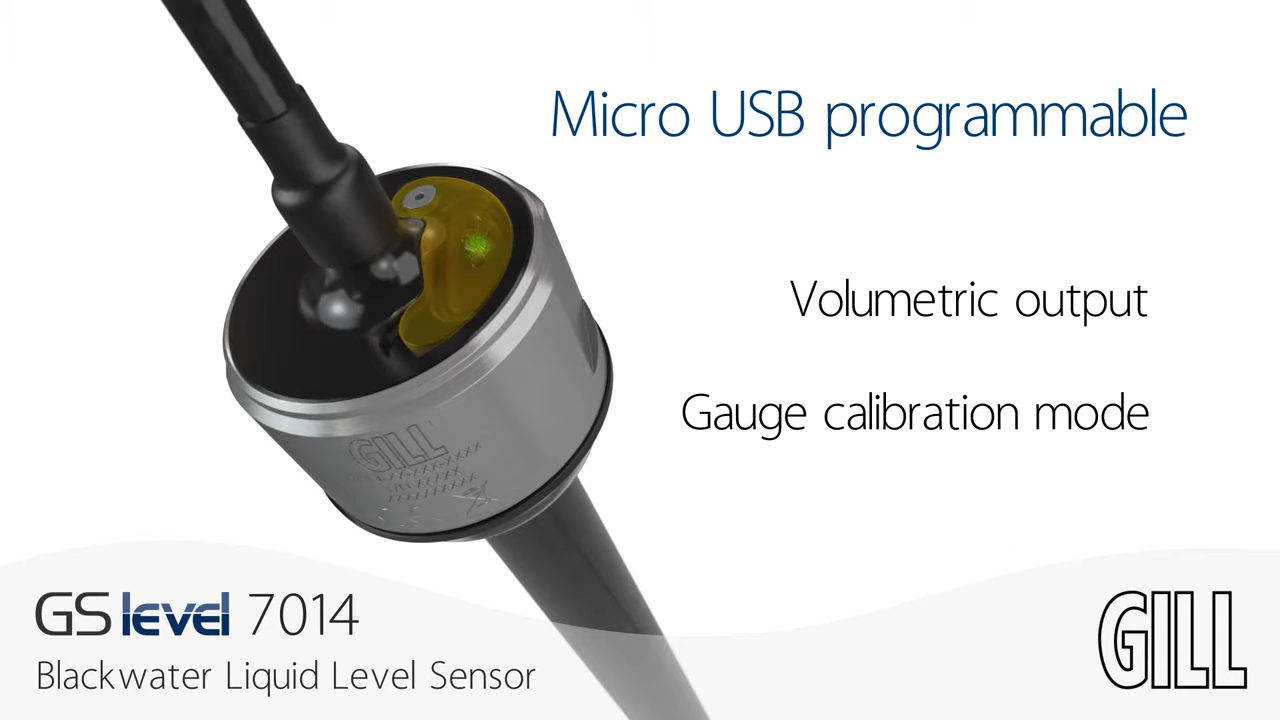 Micro USB programmable
Volumetric output
Gauge calibration mode
GILL
GS level 7014
Blackwater Liquid Level Sensor
GILL